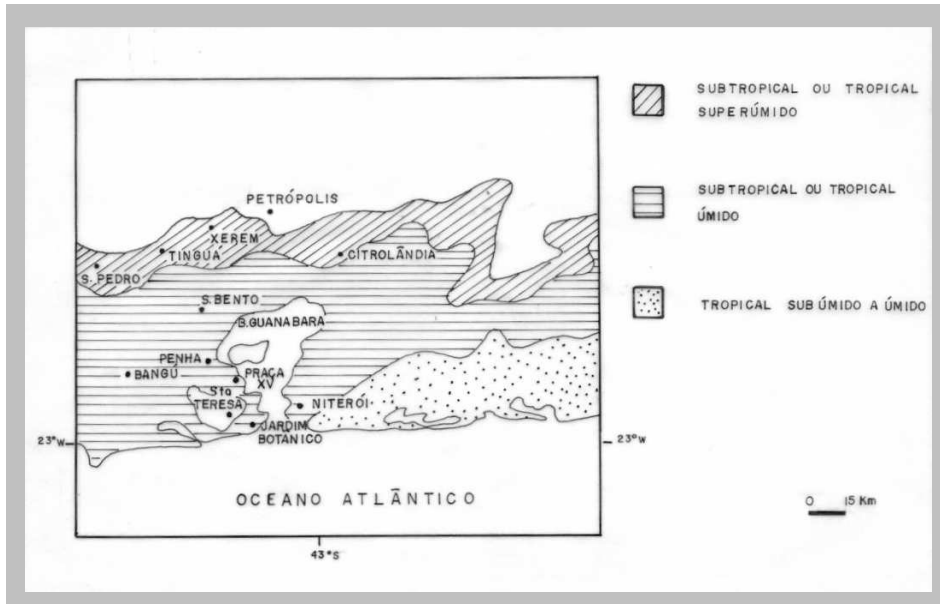 SUBTROPICAL OU TROPICAL
SUPERÚMIDO
SUBTROPICAL OU TROPICAL
ÚMIDO
TROPICAL SUBÚMIDO A ÚMIDO
PETRÓPOLIS
XEREM
TINGUÁ
CITROLÂNDIA
S. PEDRO
S. BENTO
B. GUANABARA
PENHA
BANGÚ
PRAÇA
XV
Sta
TERESA
NITERÓI
JARDIM
BOTÂNICO
23°W
23°W
OCEANO ATLÂNTICO
0 15 Km
43°S